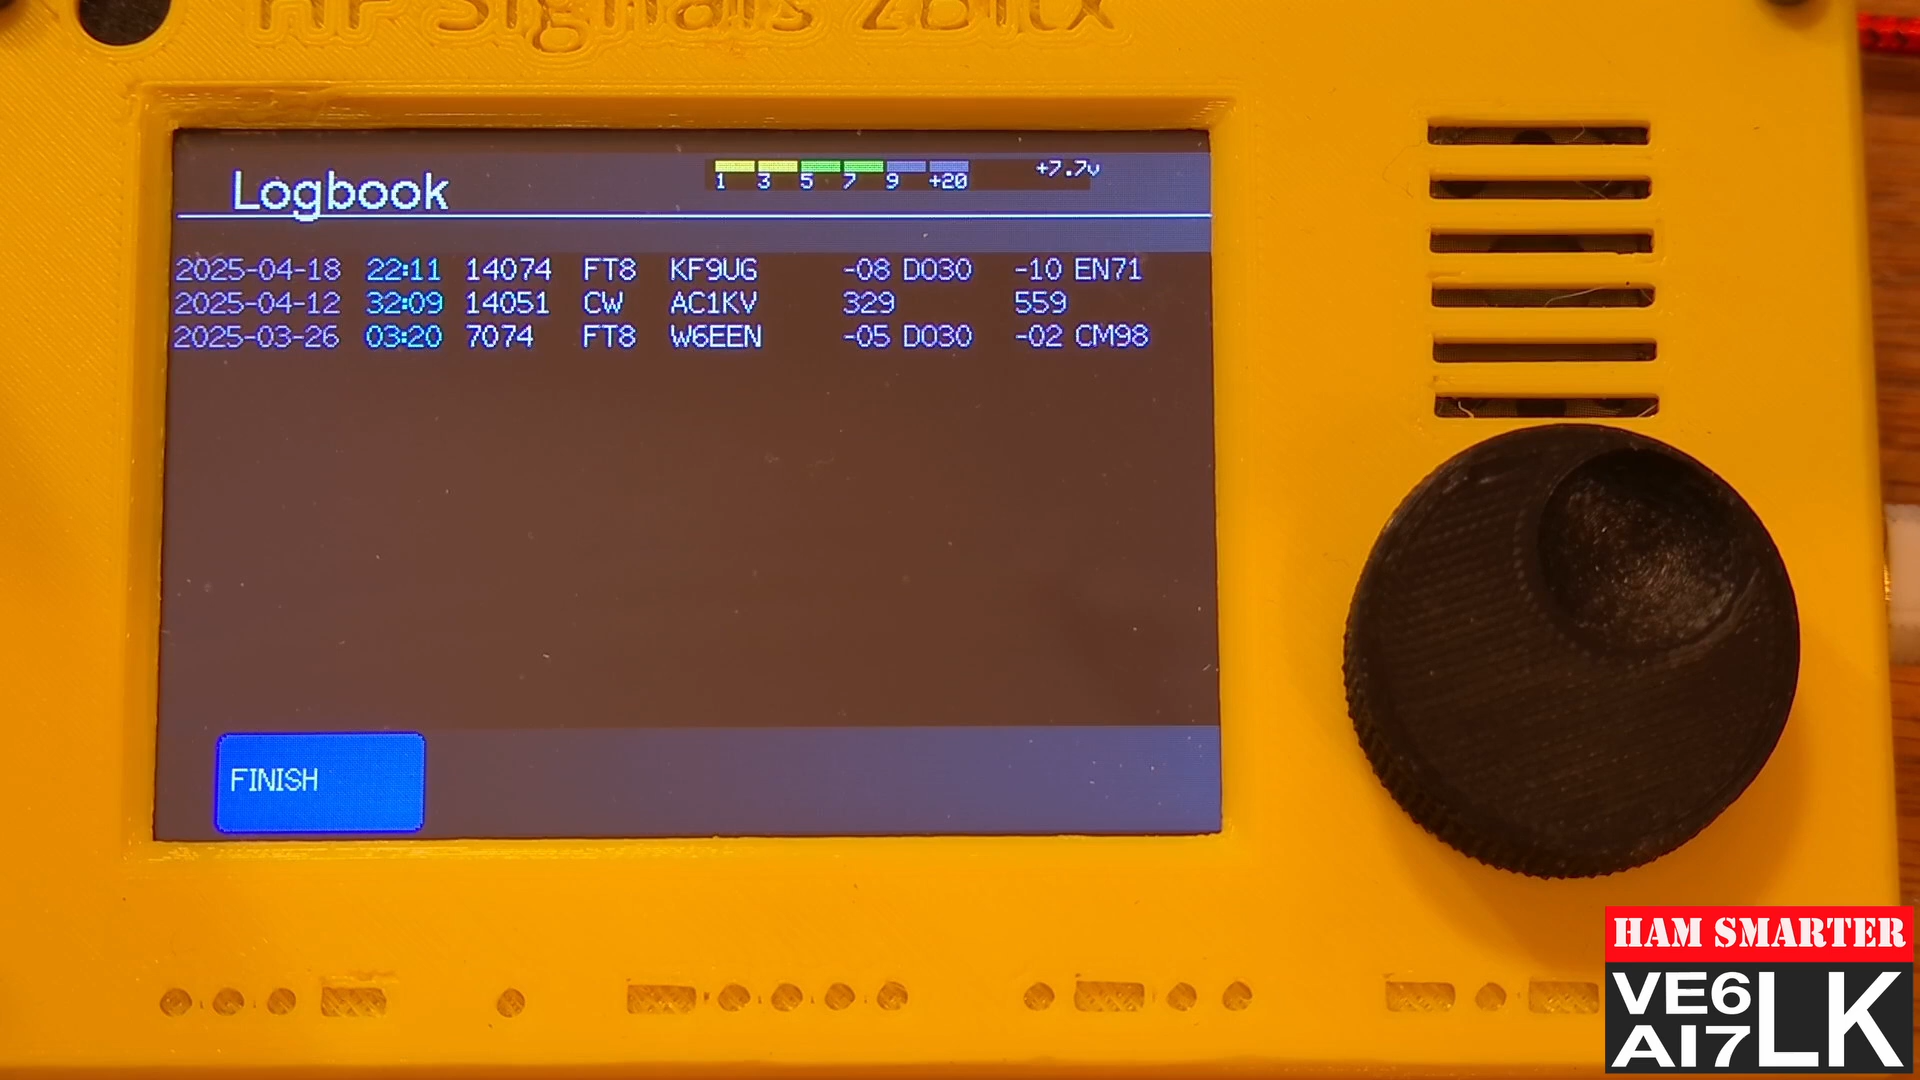 HF Signals zBitx
Logbook
1 3 5 7 9 +20
+7.7v
2025-04-18 22:11 14074 FT8 KF9UG -08 DO30 -10 EN71
2025-04-12 32:09 14051 CW AC1KV 329 559
2025-03-26 03:20 7074 FT8 W6EEN -05 DO30 -02 CM98
FINISH
HAM SMARTER
VE6
AI7
LK